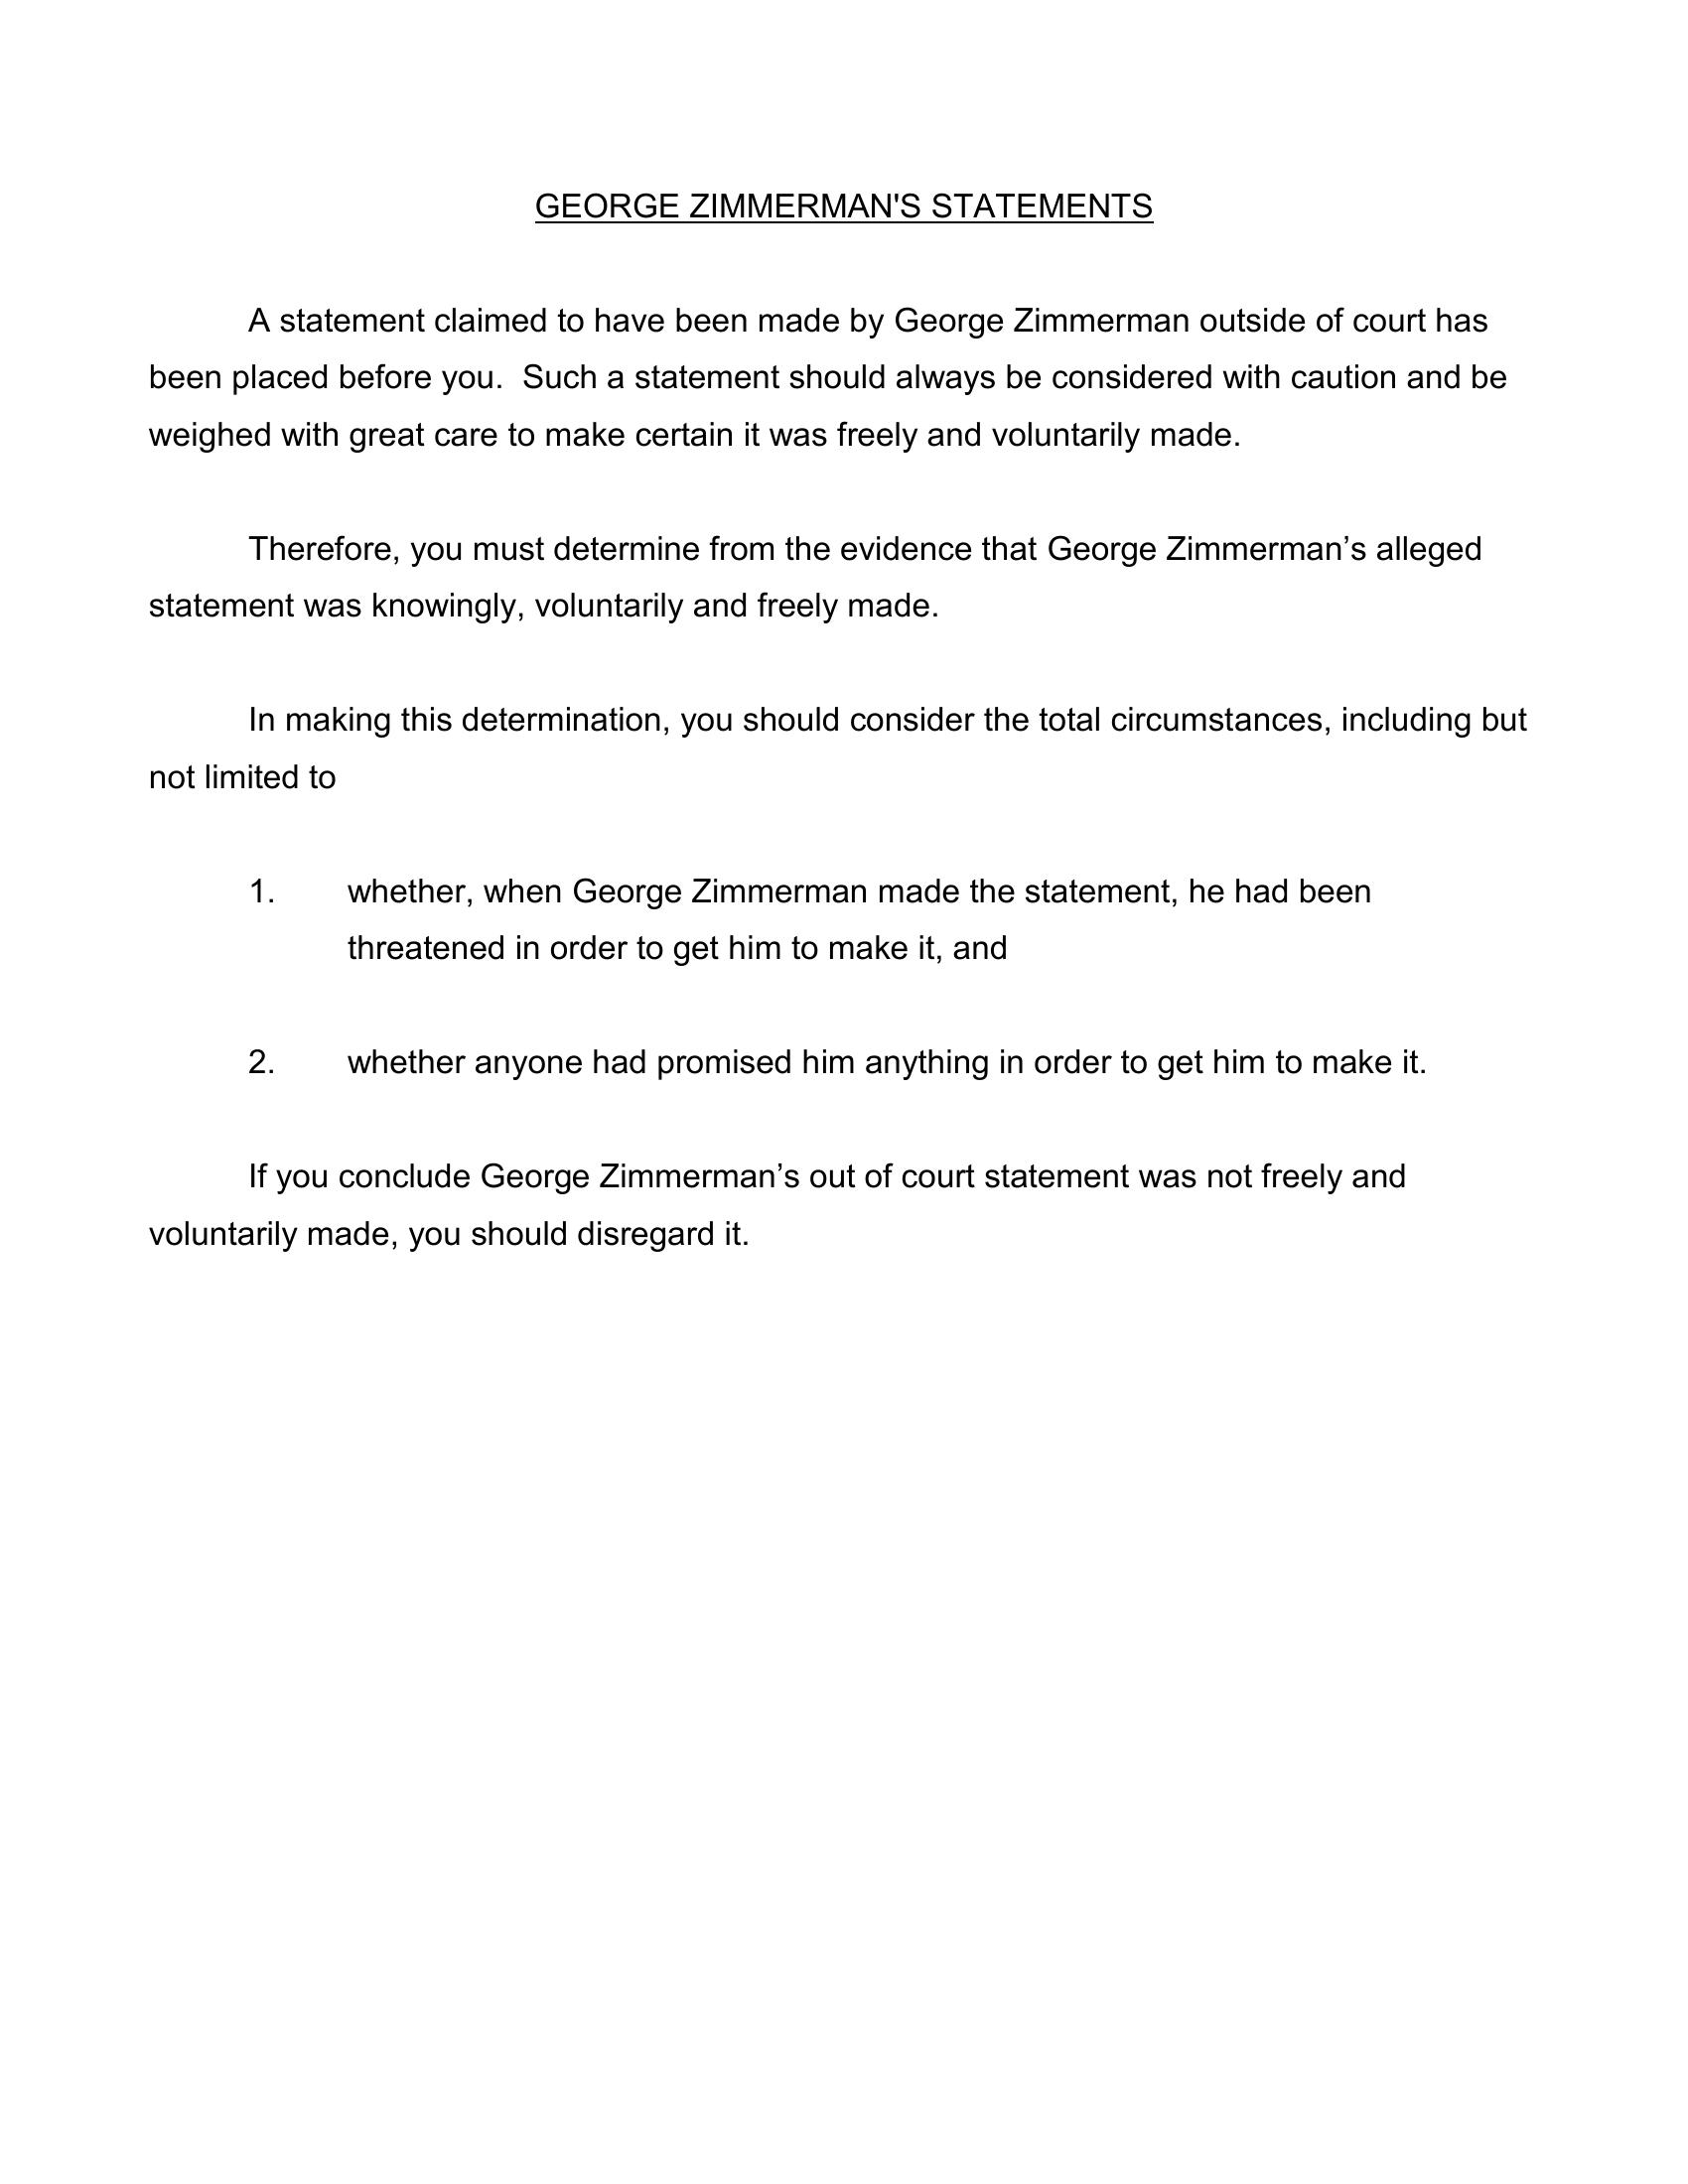 GEORGE ZIMMERMAN'S STATEMENTS
A statement claimed to have been made by George Zimmerman outside of court has
been placed before you.  Such a statement should always be considered with caution and be
weighed with great care to make certain it was freely and voluntarily made.
Therefore, you must determine from the evidence that George Zimmerman’s alleged
statement was knowingly, voluntarily and freely made.
In making this determination, you should consider the total circumstances, including but
not limited to
1. whether, when George Zimmerman made the statement, he had been
threatened in order to get him to make it, and
2. whether anyone had promised him anything in order to get him to make it.
If you conclude George Zimmerman’s out of court statement was not freely and
voluntarily made, you should disregard it.